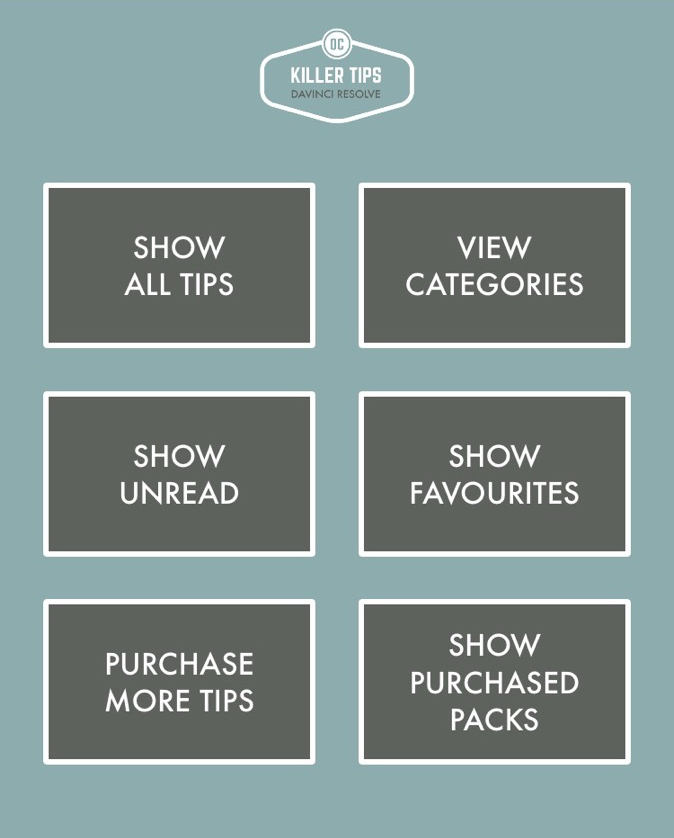 OC
KILLER TIPS
DAVINCI RESOLVE
SHOW
ALL TIPS
VIEW
CATEGORIES
SHOW
UNREAD
SHOW
FAVOURITES
PURCHASE
MORE TIPS
SHOW
PURCHASED
PACKS